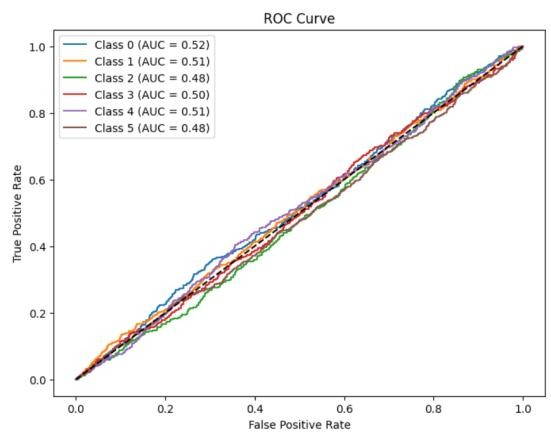 ROC Curve
1.0
0.8
0.6
0.4
0.2
0.0
True Positive Rate
Class 0 (AUC = 0.52)
Class 1 (AUC = 0.51)
Class 2 (AUC = 0.48)
Class 3 (AUC = 0.50)
Class 4 (AUC = 0.51)
Class 5 (AUC = 0.48)
0.0 0.2 0.4 0.6 0.8 1.0
False Positive Rate